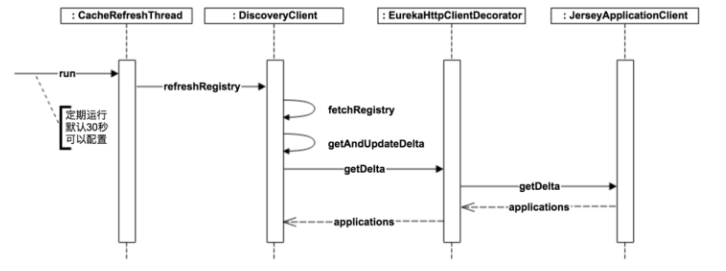 : CacheRefreshThread
: DiscoveryClient
: EurekaHttpClientDecorator
: JerseyApplicationClient
run
refreshRegistry
定期运行
默认30秒
可以配置
fetchRegistry
getAndUpdateDelta
getDelta
getDelta
applications
applications